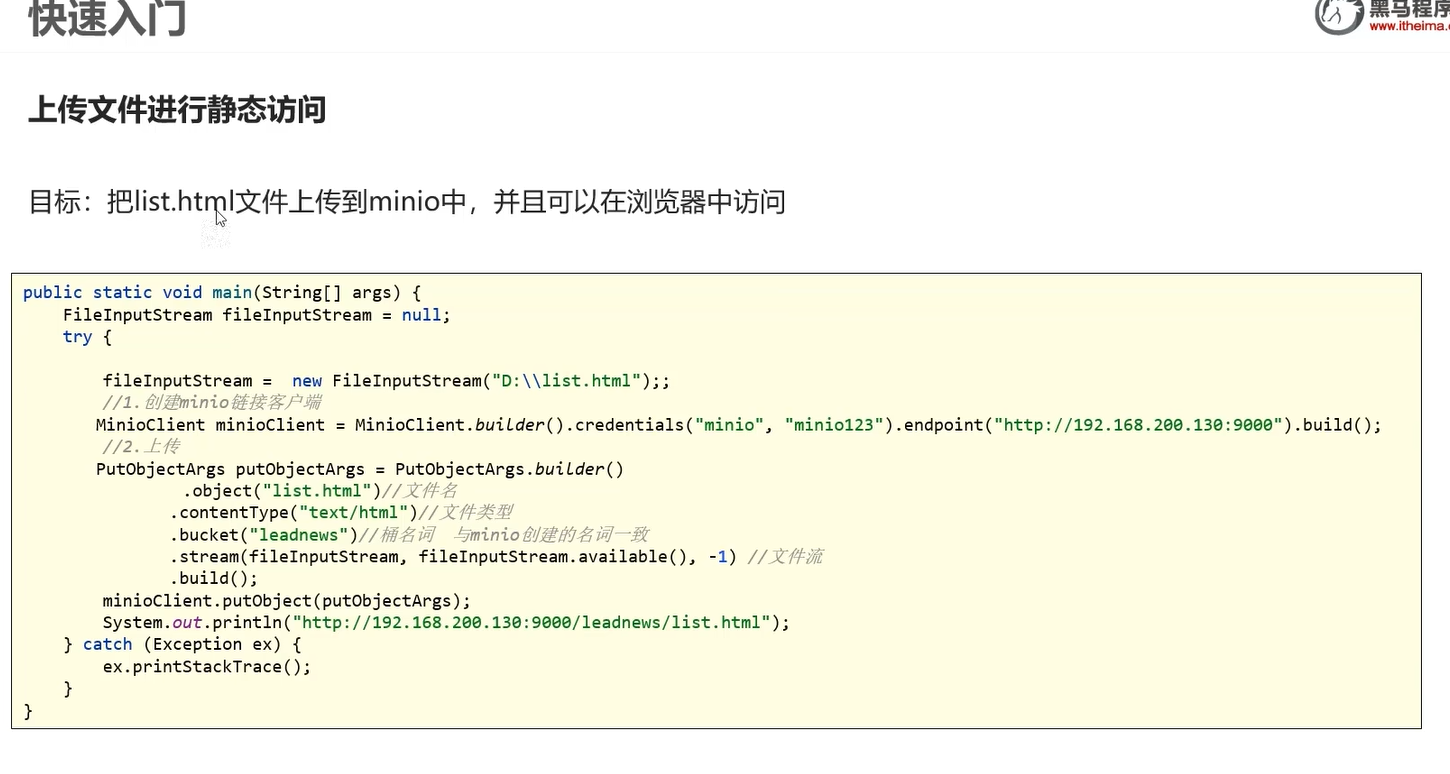 快速入门
黑马程序
www.itheima.
上传文件进行静态访问
目标：把list.html文件上传到minio中，并且可以在浏览器中访问
public static void main(String[] args) {
    FileInputStream fileInputStream = null;
    try {
        fileInputStream =  new FileInputStream("D:\\list.html");;
        //1.创建minio链接客户端
        MinioClient minioClient = MinioClient.builder().credentials("minio", "minio123").endpoint("http://192.168.200.130:9000").build();
        //2.上传
        PutObjectArgs putObjectArgs = PutObjectArgs.builder()
                .object("list.html")//文件名
                .contentType("text/html")//文件类型
                .bucket("leadnews")//桶名词  与minio创建的名词一致
                .stream(fileInputStream, fileInputStream.available(), -1) //文件流
                .build();
        minioClient.putObject(putObjectArgs);
        System.out.println("http://192.168.200.130:9000/leadnews/list.html");
    } catch (Exception ex) {
        ex.printStackTrace();
    }
}